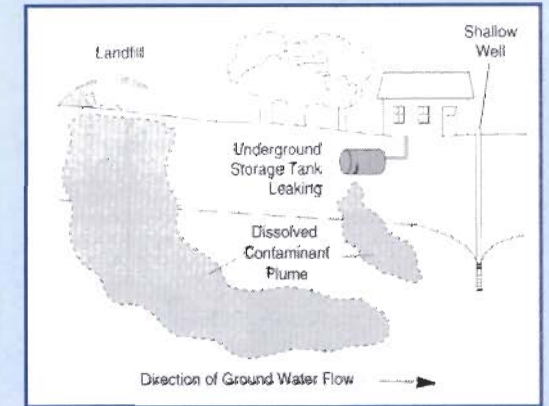 Landfill
Shallow
Well
Underground
Storage Tank
Leaking
Dissolved
Contaminant
Plume
Direction of Ground Water Flow